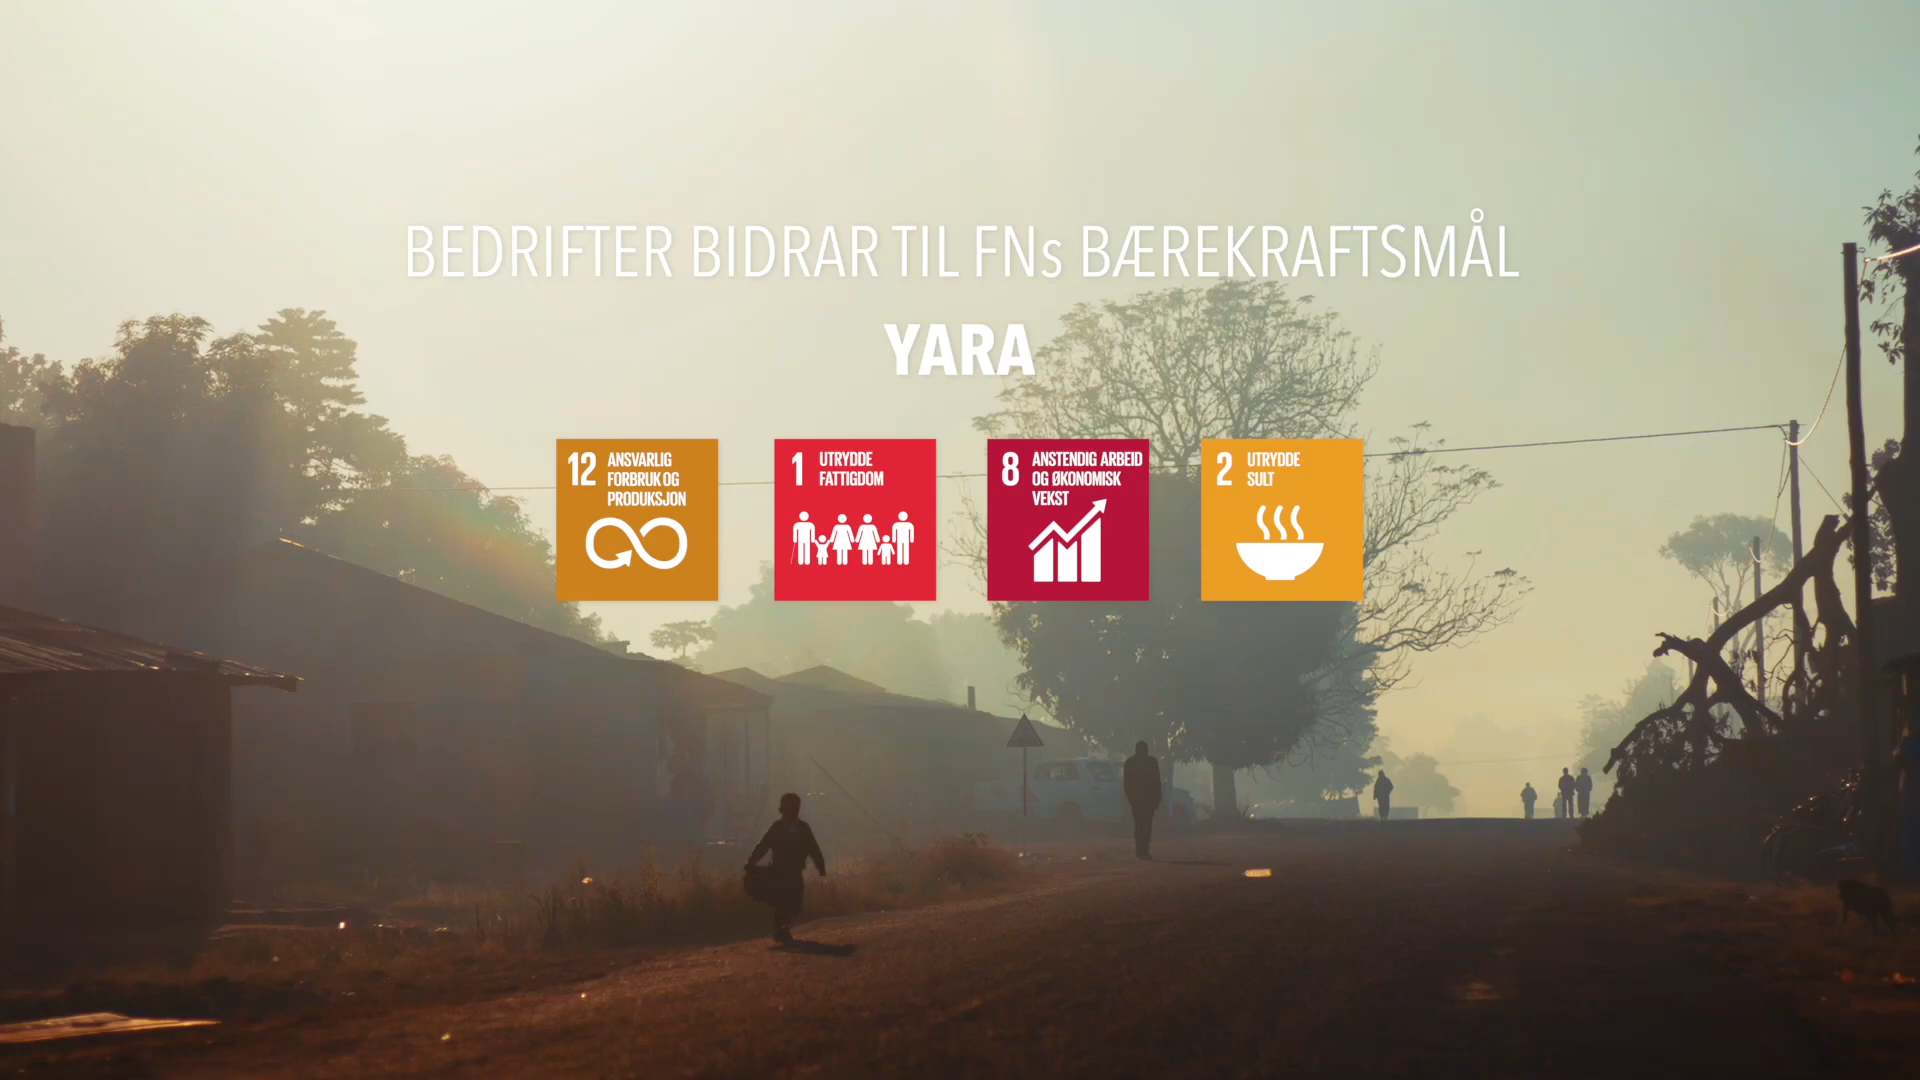 BEDRIFTER BIDRAR TIL FNs BÆREKRAFTSMÅL
YARA
12 ANSVARLIG
FORBRUK OG
PRODUKSJON
1 UTRYDDE
FATTIGDOM
8 ANSTENDIG ARBEID
OG ØKONOMISK
VEKST
2 UTRYDDE
SULT